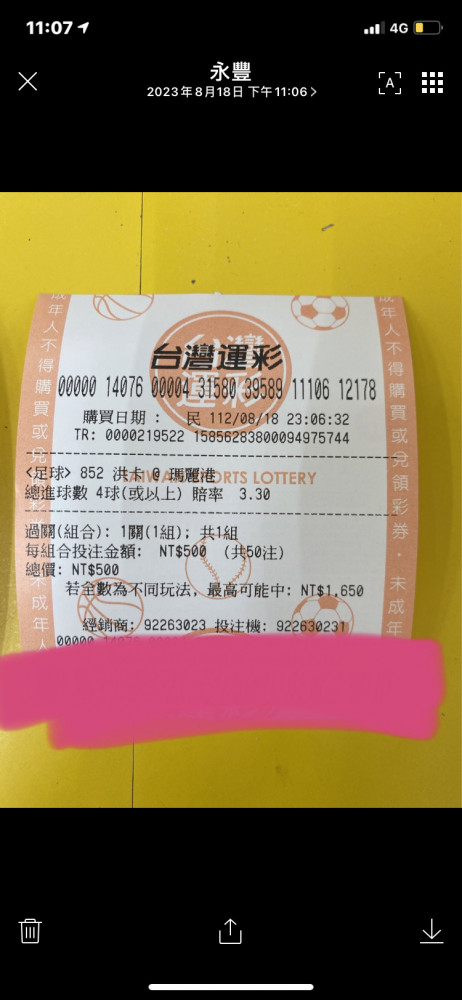 11:07
4G
永豐
2023年8月18日 下午11:06
A
成年人不得購買或兌領彩券・未成年
台灣運彩
00000 14076 00004 31580 39589 11106 12178
購買日期: 民 112/08/18 23:06:32
TR: 0000219522 15856283800094975744
<足球> 852 洪卡 @ 瑪麗港
TAIWAN SPORTS LOTTERY
總進球數 4球(或以上) 賠率 3.30
過關(組合): 1關(1組); 共1組
每組合投注金額: NT$500 (共50注)
總價: NT$500
若全數為不同玩法, 最高可能中: NT$1,650
經銷商: 92263023 投注機: 922630231
00000